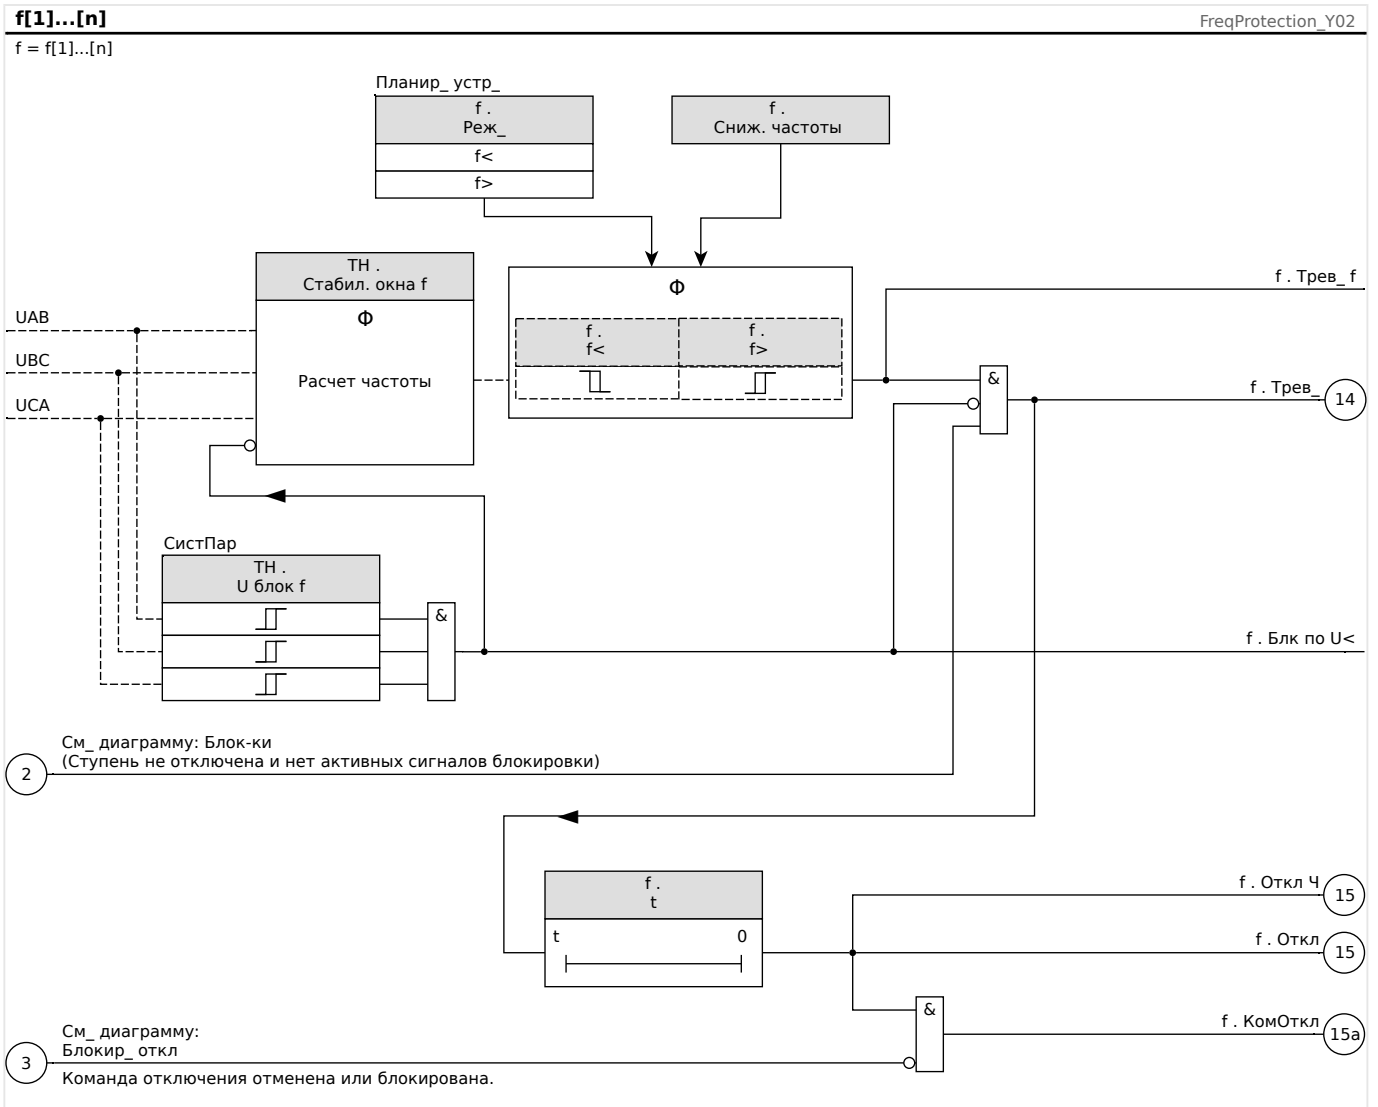 f[1]...[n]
FreqProtection_Y02
f = f[1]...[n]
Планир_ устр_
f .
Реж_
f<
f>
f .
Сниж. частоты
ТН .
Стабил. окна f
Φ
Расчет частоты
Φ
f .
f<
f .
f>
f . Трев_ f
UAB
UBC
UCA
&
f . Трев_
14
СистПар
ТН .
U блок f
&
f . Блк по U<
См_ диаграмму: Блок-ки
(Ступень не отключена и нет активных сигналов блокировки)
2
f .
t
t
0
f . Откл Ч
15
f . Откл
15
&
f . КомОткл
15a
См_ диаграмму:
Блокир_ откл
3
Команда отключения отменена или блокирована.